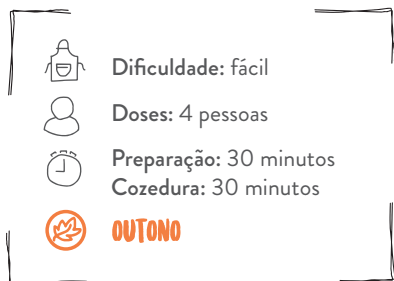 Dificuldade: fácil
Doses: 4 pessoas
Preparação: 30 minutos
Cozedura: 30 minutos
OUTONO